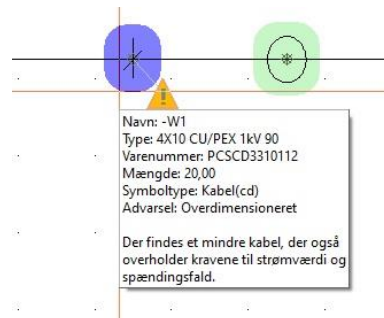 Navn: -W1
Type: 4X10 CU/PEX 1kV 90
Varenummer: PCSCD3310112
Mængde: 20,00
Symboltype: Kabel(cd)
Advarsel: Overdimensioneret
Der findes et mindre kabel, der også
overholder kravene til strømværdi og
spændingsfald.